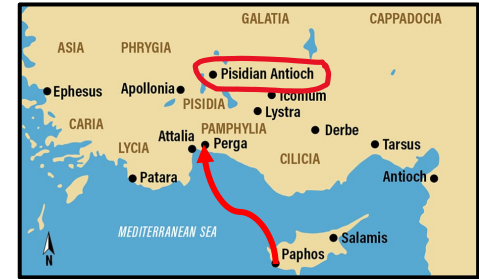 GALATIA
CAPPADOCIA
ASIA
PHRYGIA
Pisidian Antioch
Ephesus
Apollonia
Iconium
PISIDIA
Lystra
CARIA
PAMPHYLIA
Derbe
Attalia
Perga
Tarsus
LYCIA
CILICIA
Patara
Antioch
MEDITERRANEAN SEA
Salamis
N
Paphos